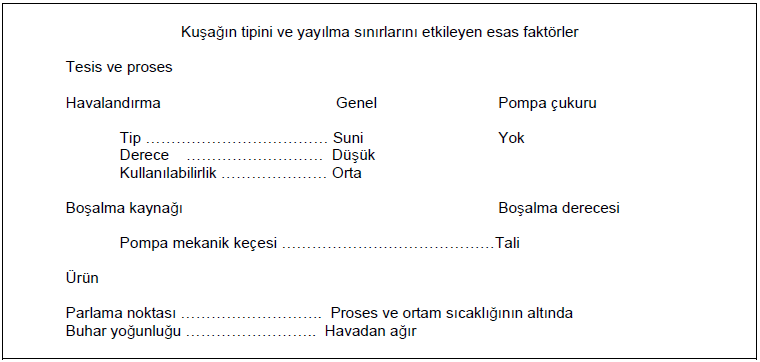 Kuşağın tipini ve yayılma sınırlarını etkileyen esas faktörler
Tesis ve proses
Havalandırma Genel Pompa çukuru
Tip ……………………………… Suni Yok
Derece ……………………… Düşük
Kullanılabilirlik ………………… Orta
Boşalma kaynağı Boşalma derecesi
Pompa mekanik keçesi ……………………………………Tali
Ürün
Parlama noktası ………………………. Proses ve ortam sıcaklığının altında
Buhar yoğunluğu …………………….. Havadan ağır